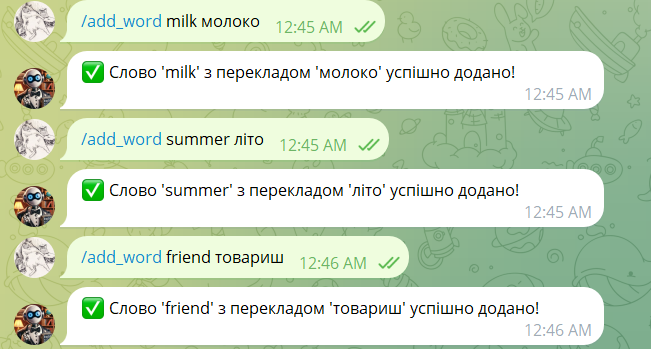 /add_word milk молоко 12:45 AM
✅ Слово 'milk' з перекладом 'молоко' успішно додано!
12:45 AM
/add_word summer літо 12:45 AM
✅ Слово 'summer' з перекладом 'літо' успішно додано!
12:45 AM
/add_word friend товариш 12:46 AM
✅ Слово 'friend' з перекладом 'товариш' успішно додано!
12:46 AM